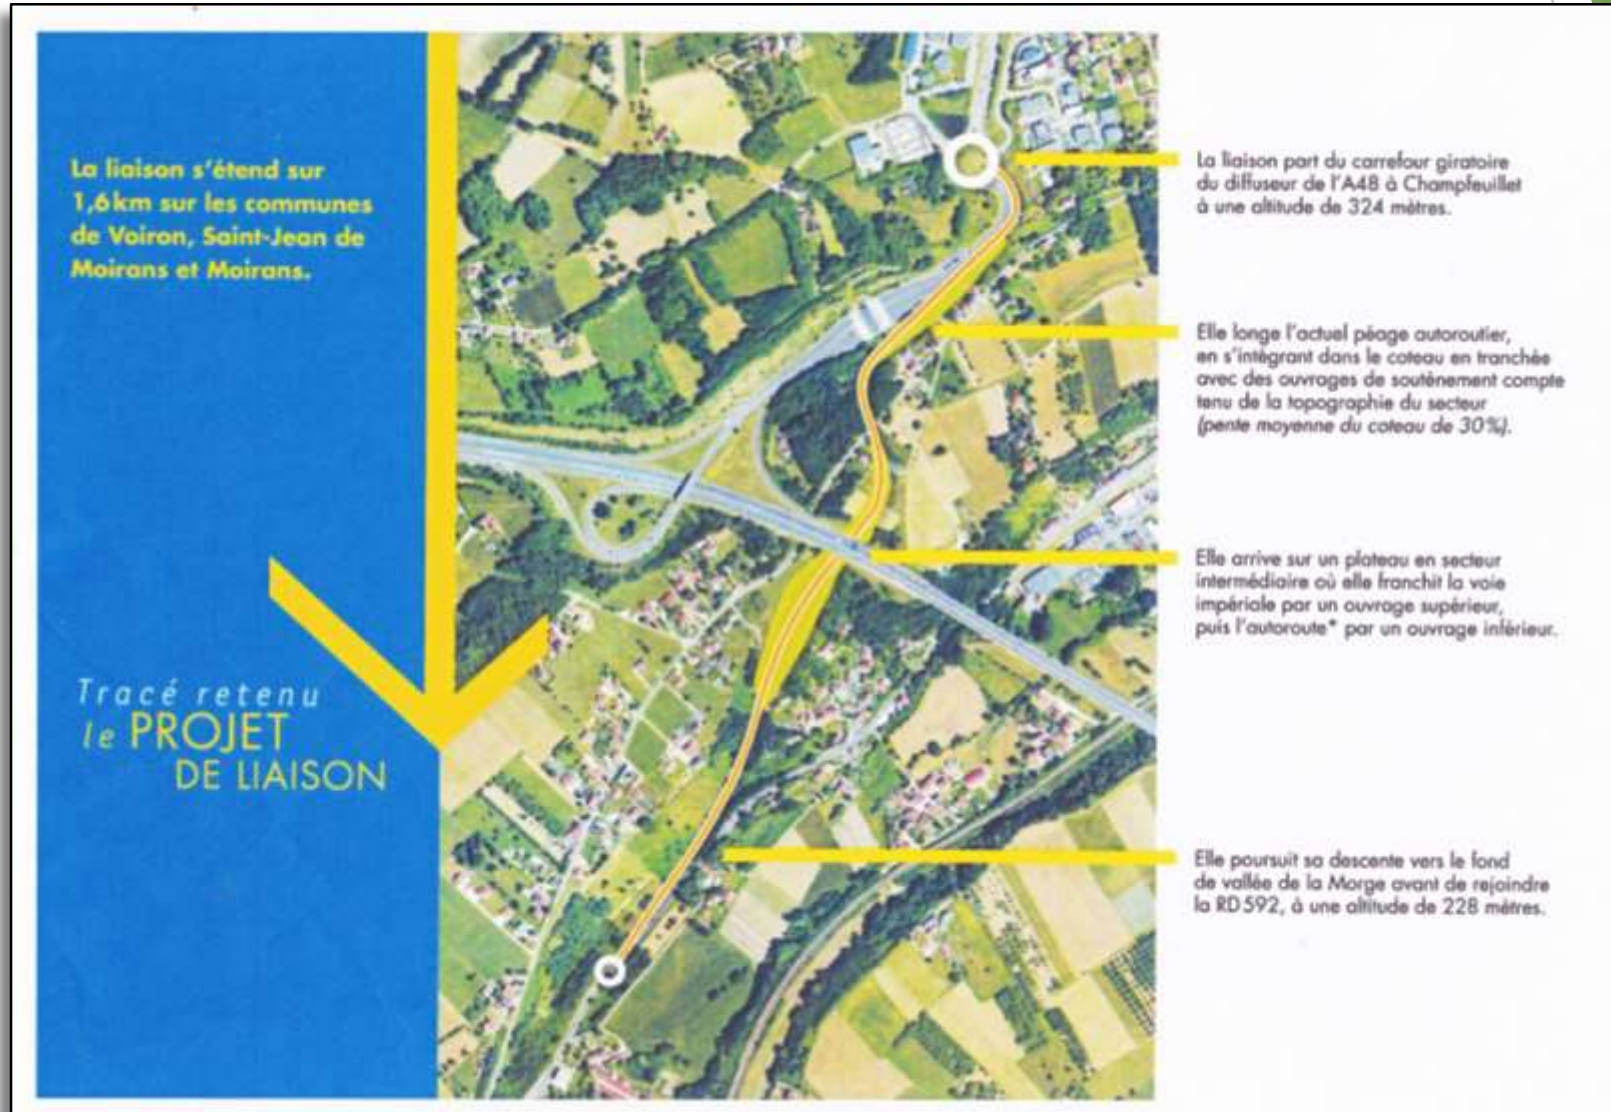 La liaison s'étend sur
1,6 km sur les communes
de Voiron, Saint-Jean de
Moirans et Moirans.
Tracé retenu
le PROJET
DE LIAISON
La liaison part du carrefour giratoire
du diffuseur de l'A48 à Champfeuillet
à une altitude de 324 mètres.
Elle longe l'actuel péage autoroutier,
en s'intégrant dans le coteau en tranchée
avec des ouvrages de soutènement compte
tenu de la topographie du secteur
(pente moyenne du coteau de 30%).
Elle arrive sur un plateau en secteur
intermédiaire où elle franchit la voie
impériale par un ouvrage supérieur,
puis l'autoroute* par un ouvrage inférieur.
Elle poursuit sa descente vers le fond
de vallée de la Morge avant de rejoindre
la RD592, à une altitude de 228 mètres.